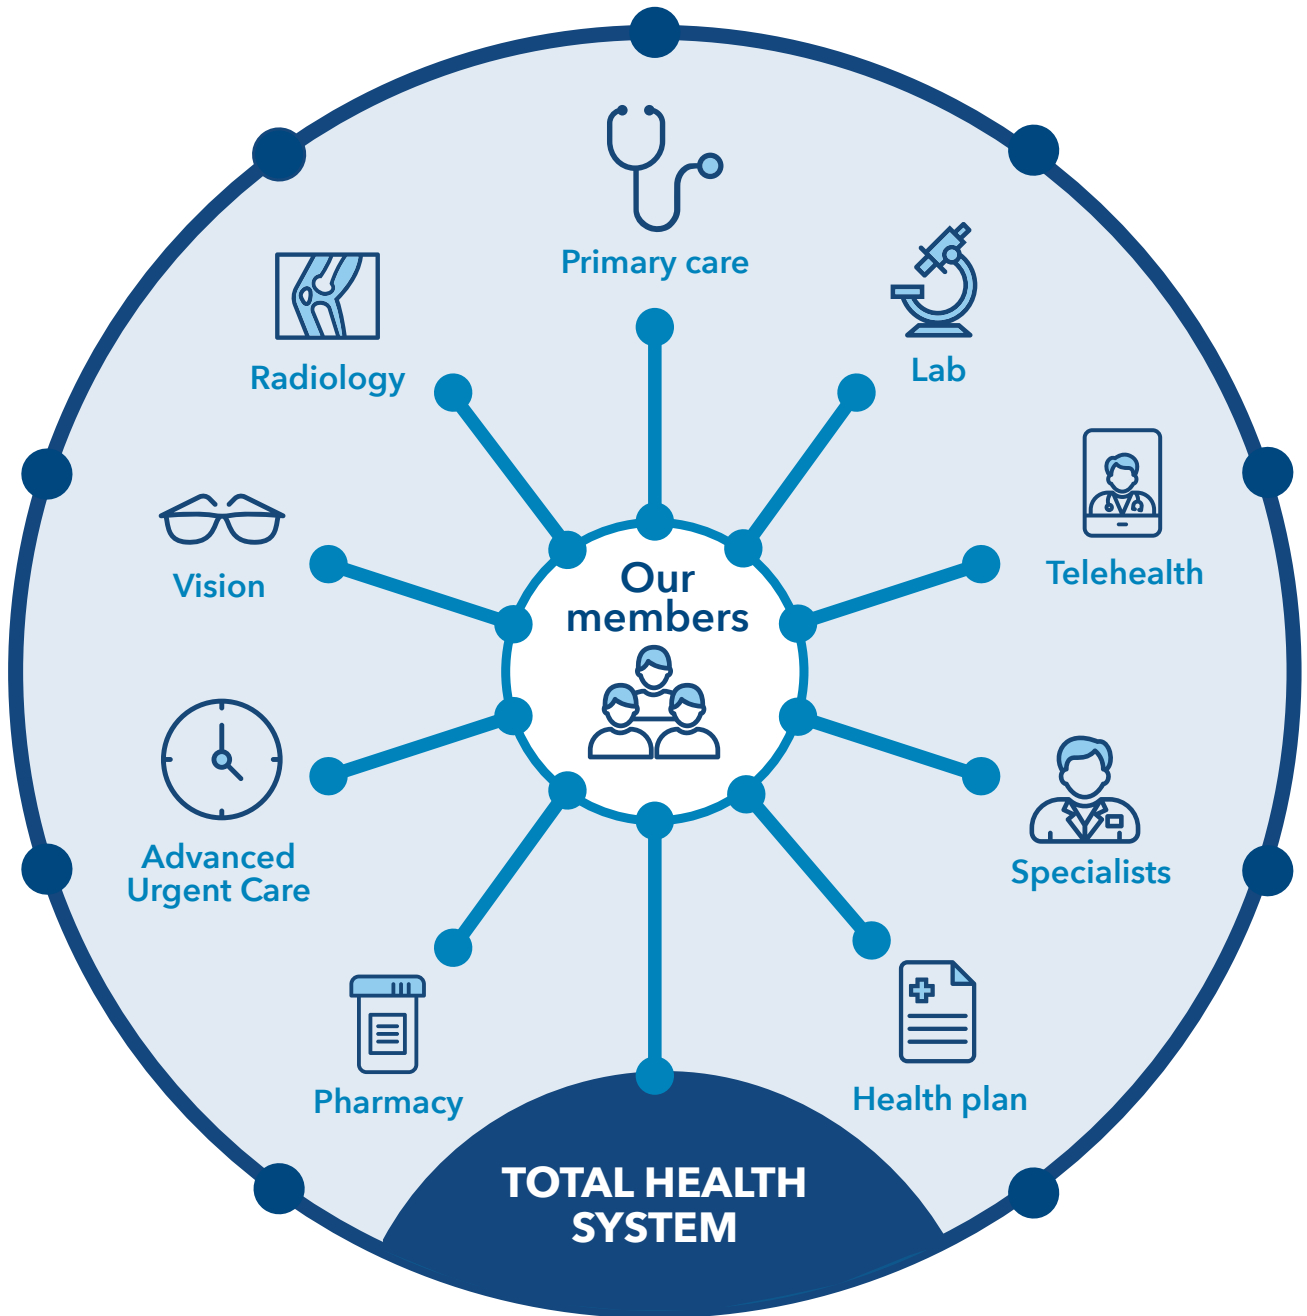 Primary care
Lab
Radiology
Telehealth
Vision
Our
members
Specialists
Advanced
Urgent Care
Health plan
Pharmacy
TOTAL HEALTH
SYSTEM